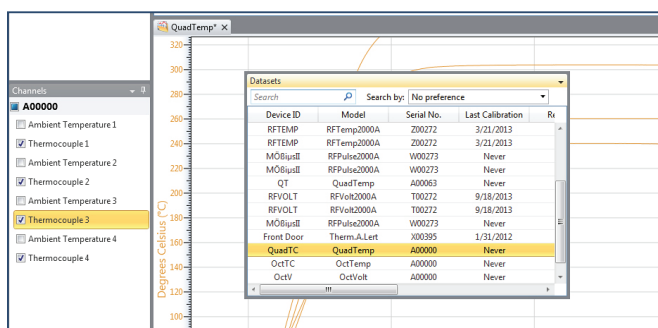 QuadTemp* X
Channels
A00000
Ambient Temperature 1
Thermocouple 1
Ambient Temperature 2
Thermocouple 2
Ambient Temperature 3
Thermocouple 3
Ambient Temperature 4
Thermocouple 4
Degrees Celsius (°C)
320
300
280
260
240
220
200
180
160
140
120
100
Datasets
Search Search by: No preference
Device ID Model Serial No. Last Calibration Re
RFTEMP RFTemp2000A Z00272 3/21/2013
RFTEMP RFTemp2000A Z00272 3/21/2013
MÖßiµsII RFPulse2000A W00273 Never
MÖßiµsII RFPulse2000A W00273 Never
QT QuadTemp A00063 Never
RFVOLT RFVolt2000A T00272 9/18/2013
RFVOLT RFVolt2000A T00272 9/18/2013
MÖßiµsII RFPulse2000A W00273 Never
Front Door Therm.A.Lert X00395 1/31/2012
QuadTC QuadTemp A00000 Never
OctTC OctTemp A00000 Never
OctV OctVolt A00000 Never